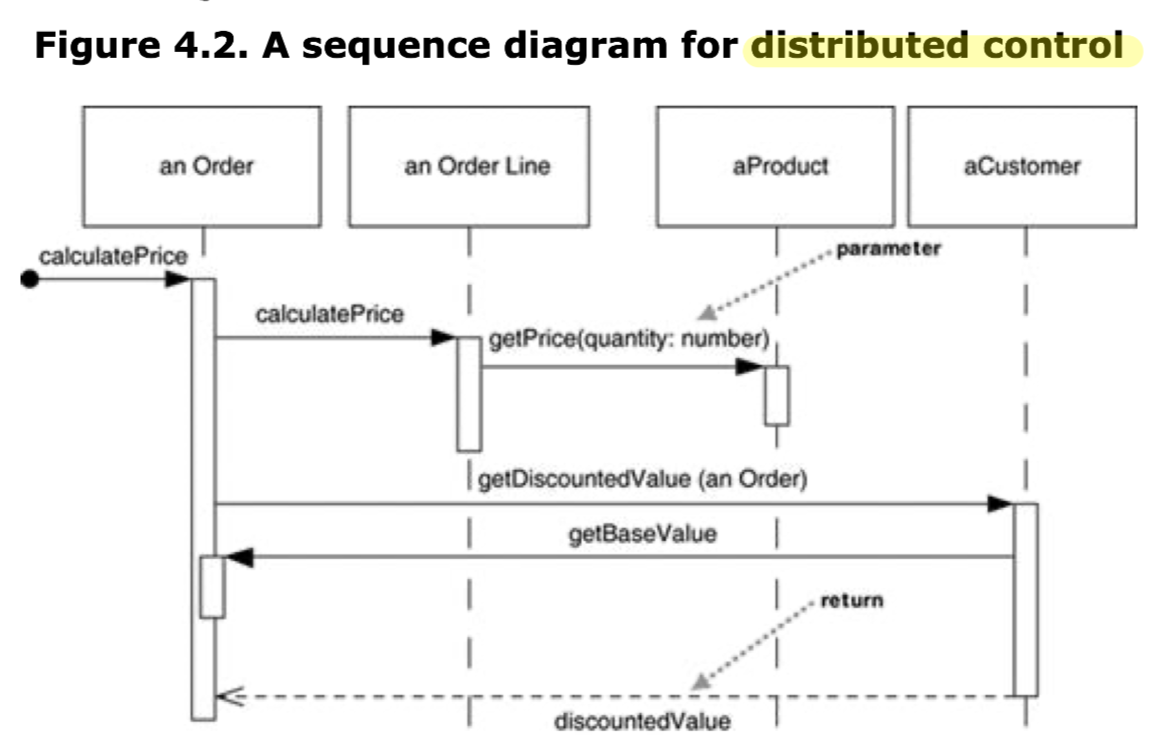 Figure 4.2. A sequence diagram for distributed control
an Order
an Order Line
aProduct
aCustomer
calculatePrice
parameter
calculatePrice
getPrice(quantity: number)
getDiscountedValue (an Order)
getBaseValue
return
discountedValue